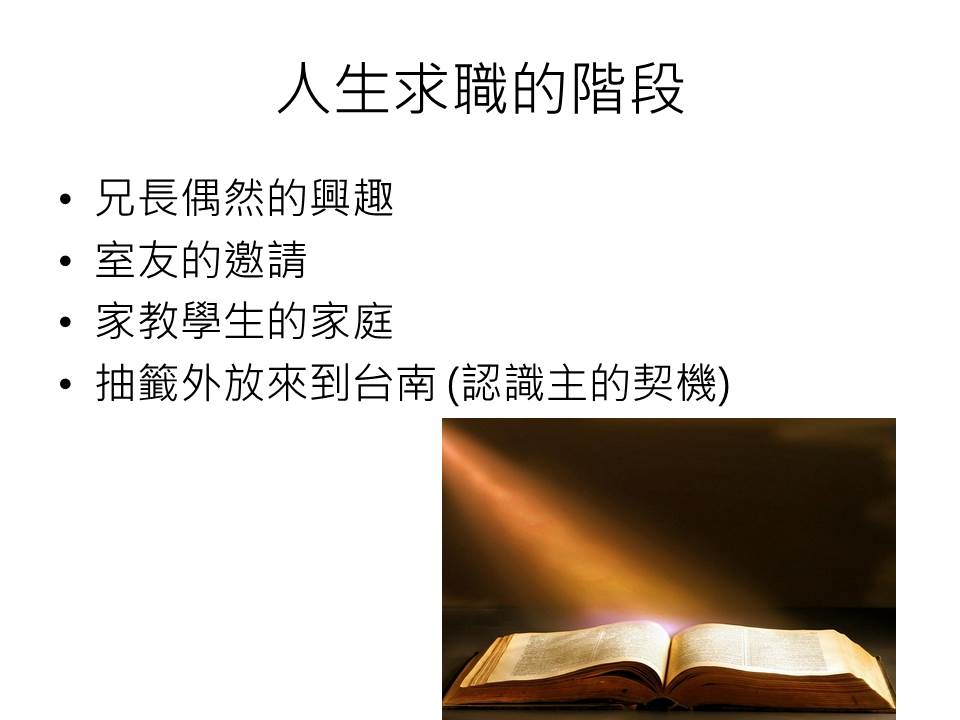 人生求職的階段
• 兄長偶然的興趣
• 室友的邀請
• 家教學生的家庭
• 抽籤外放來到台南 (認識主的契機)